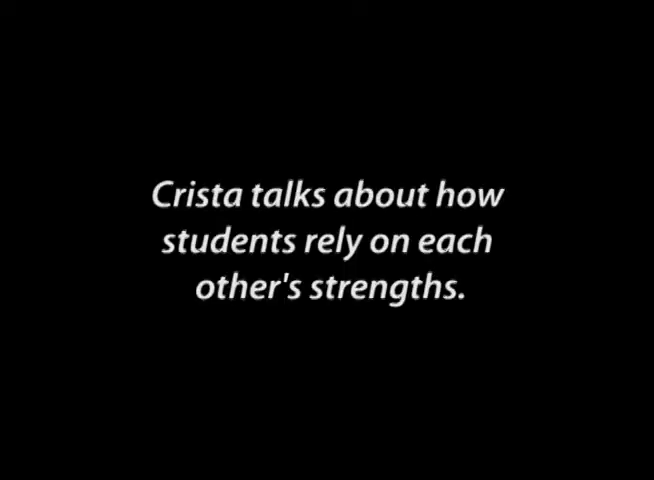 Crista talks about how
students rely on each
other's strengths.